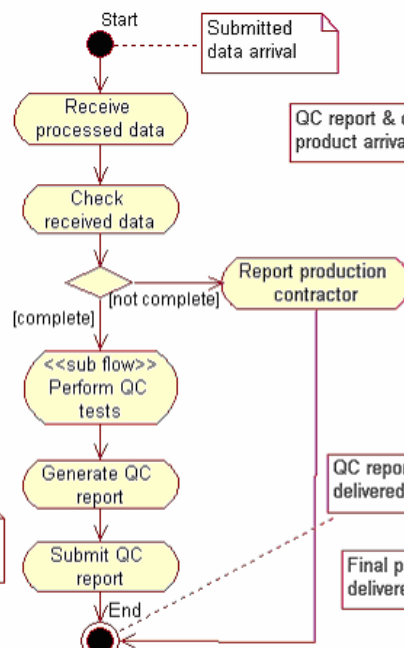 Start
Submitted
data arrival
Receive
processed data
QC report &
product arriva
Check
received data
[not complete]
Report production
contractor
[complete]
<<sub flow>>
Perform QC
tests
Generate QC
report
QC repor
delivered
Submit QC
report
Final p
delivere
End